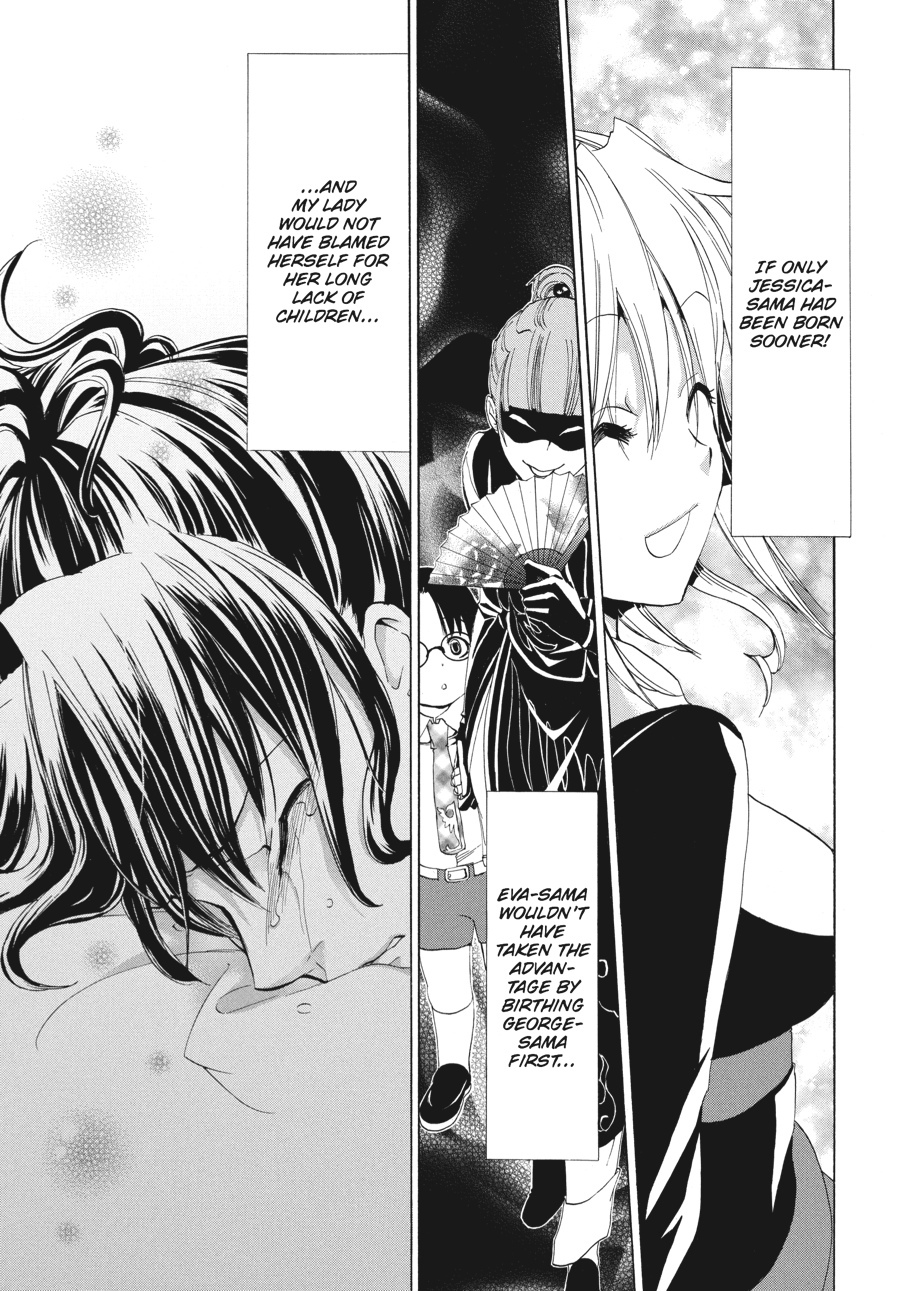 IF ONLY
JESSICA-
SAMA HAD
BEEN BORN
SOONER!
EVA-SAMA
WOULDN'T
HAVE
TAKEN THE
ADVAN-
TAGE BY
BIRTHING
GEORGE-
SAMA
FIRST...
...AND
MY LADY
WOULD NOT
HAVE BLAMED
HERSELF FOR
HER LONG
LACK OF
CHILDREN...